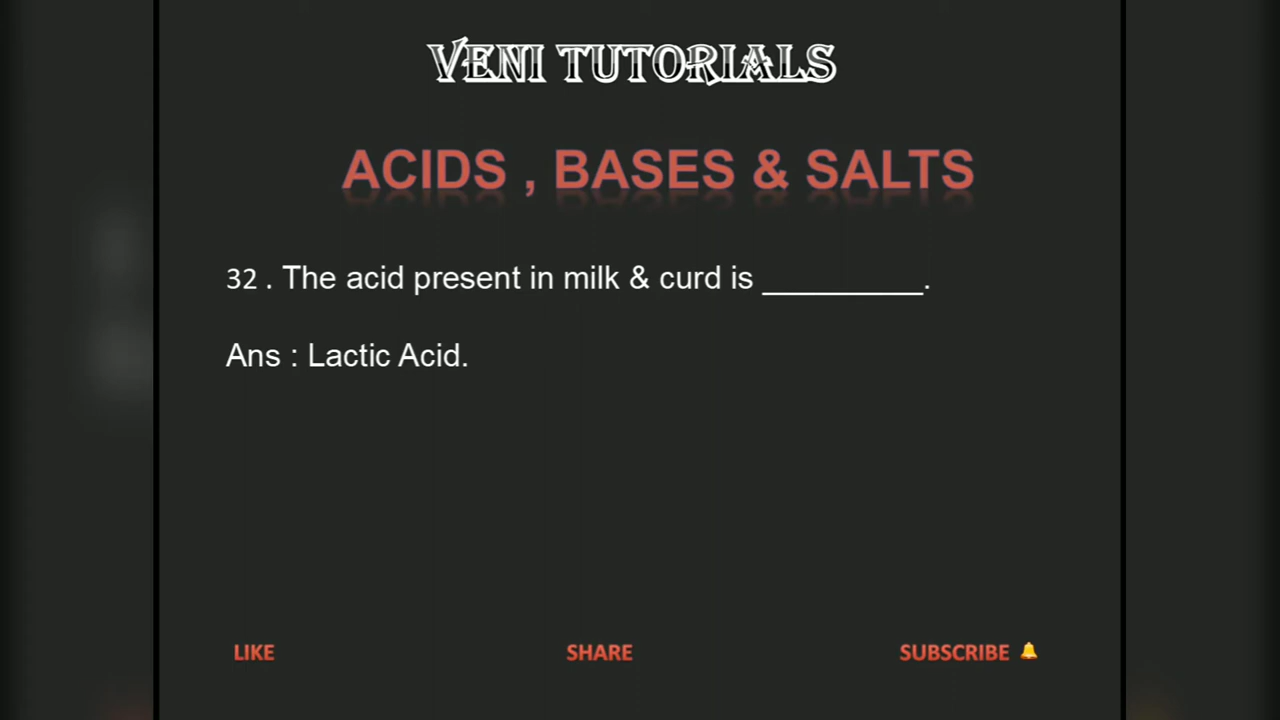 VENI TUTORIALS
ACIDS , BASES & SALTS
32 . The acid present in milk & curd is __________.
Ans : Lactic Acid.
LIKE SHARE SUBSCRIBE 🔔